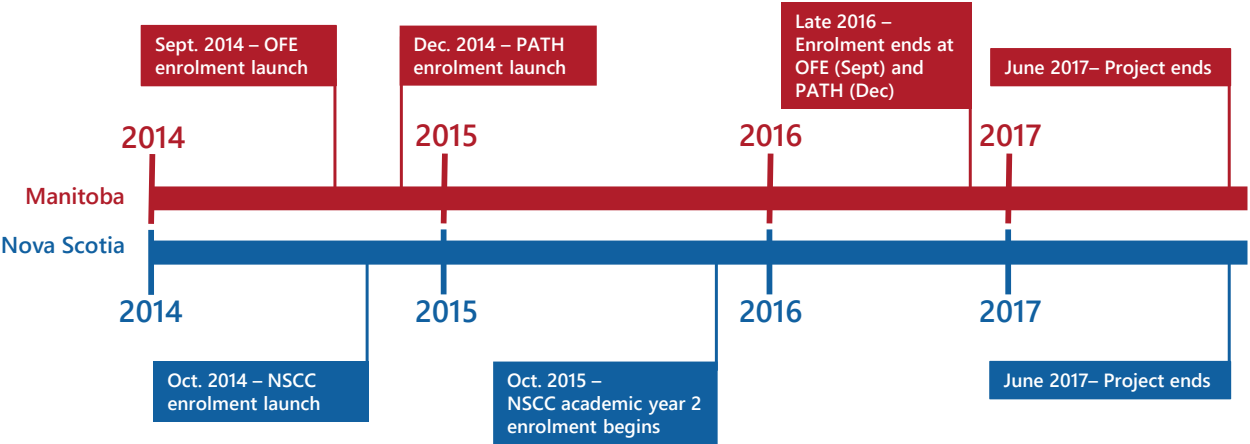 Sept. 2014 – OFE
enrolment launch
Dec. 2014 – PATH
enrolment launch
Late 2016 –
Enrolment ends at
OFE (Sept) and
PATH (Dec)
June 2017– Project ends
2014
2015
2016
2017
Manitoba
Nova Scotia
2014
2015
2016
2017
Oct. 2014 – NSCC
enrolment launch
Oct. 2015 –
NSCC academic year 2
enrolment begins
June 2017– Project ends